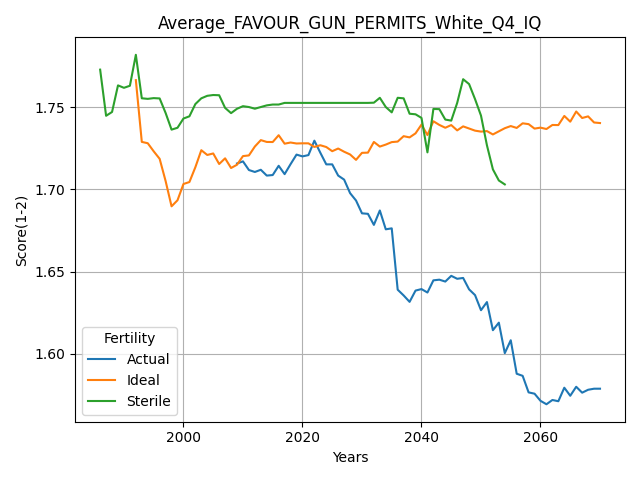 Average_FAVOUR_GUN_PERMITS_White_Q4_IQ
Score(1-2)
1.75
1.70
1.65
1.60
Fertility
Actual
Ideal
Sterile
2000
2020
2040
2060
Years